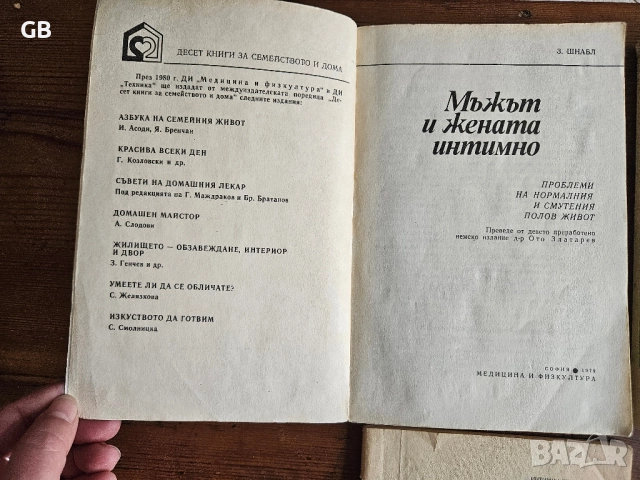 GB
ДЕСЕТ КНИГИ ЗА СЕМЕЙСТВОТО И ДОМА
През 1980 г. ДИ „Медицина и физкултура“ и ДИ
„Техника“ ще издадат от междуиздателската поредица „Де-
сет книги за семейството и дома“ следните издания:
АЗБУКА НА СЕМЕЙНИЯ ЖИВОТ
И. Асоди, Я. Бренчан
КРАСИВА ВСЕКИ ДЕН
Г. Козловски и др.
СЪВЕТИ НА ДОМАШНИЯ ЛЕКАР
Под редакцията на Г. Маждраков и Бр. Братанов
ДОМАШЕН МАЙСТОР
А. Слодови
ЖИЛИЩЕТО — ОБЗАВЕЖДАНЕ, ИНТЕРИОР
И ДВОР
З. Генчев и др.
УМЕЕТЕ ЛИ ДА СЕ ОБЛИЧАТЕ?
С. Желязкова
ИЗКУСТВОТО ДА ГОТВИМ
С. Смолницка
З. ШНАБЛ
Мъжът
и жената
интимно
ПРОБЛЕМИ
НА НОРМАЛНИЯ
И СМУТЕНИЯ
ПОЛОВ ЖИВОТ
Преведе от десето преработено
немско издание д-р Ото Златарев
СОФИЯ ● 1979
МЕДИЦИНА И ФИЗКУЛТУРА
BAZAR